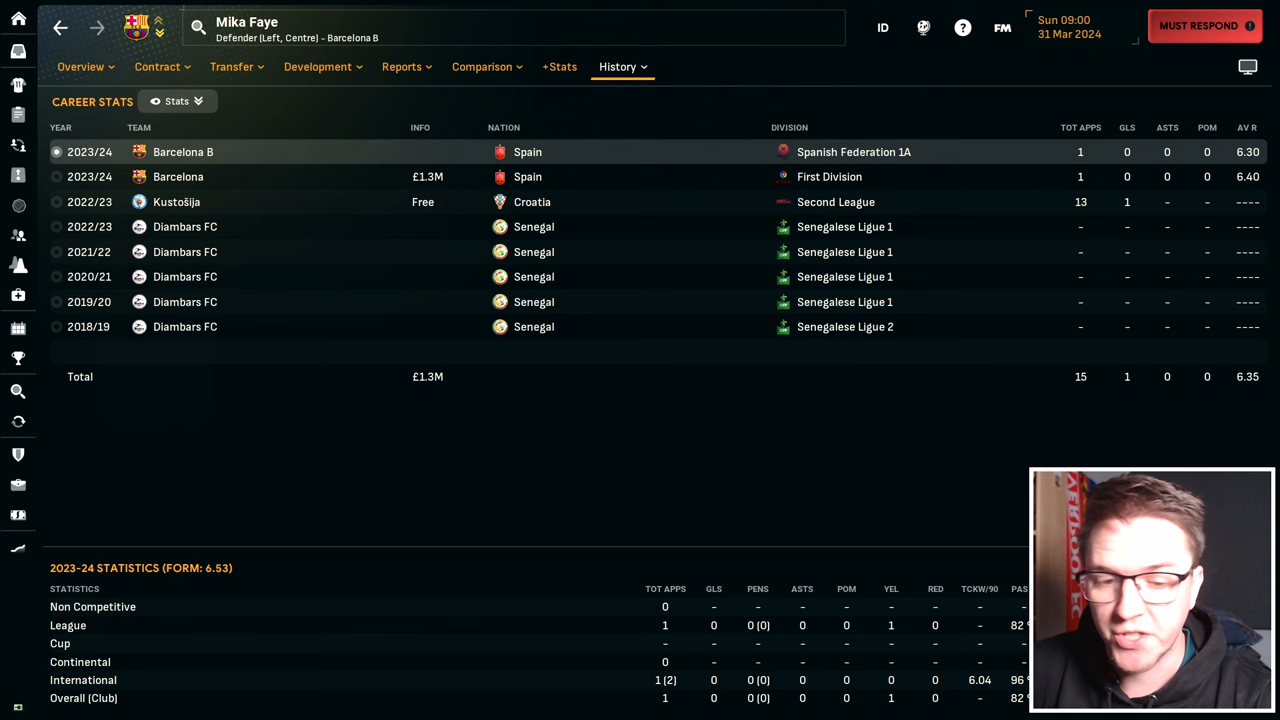 Mika Faye
Defender (Left, Centre) - Barcelona B
ID
FM
Sun 09:00
31 Mar 2024
MUST RESPOND
Overview
Contract
Transfer
Development
Reports
Comparison
+Stats
History
CAREER STATS Stats
YEAR TEAM INFO NATION DIVISION TOT APPS GLS ASTS POM AV R
2023/24 Barcelona B Spain Spanish Federation 1A 1 0 0 0 6.30
2023/24 Barcelona £1.3M Spain First Division 1 0 0 0 6.40
2022/23 Kustošija Free Croatia Second League 13 1 - - ----
2022/23 Diambars FC Senegal Senegalese Ligue 1 - - - - ----
2021/22 Diambars FC Senegal Senegalese Ligue 1 - - - - ----
2020/21 Diambars FC Senegal Senegalese Ligue 1 - - - - ----
2019/20 Diambars FC Senegal Senegalese Ligue 1 - - - - ----
2018/19 Diambars FC Senegal Senegalese Ligue 2 - - - - ----
Total £1.3M 15 1 0 0 6.35
2023-24 STATISTICS (FORM: 6.53)
STATISTICS TOT APPS GLS PENS ASTS POM YEL RED TCKW/90 PAS
Non Competitive 0 - - - - - - - -
League 1 0 0 (0) 0 0 1 0 - 82
Cup - - - - - - - - -
Continental 0 - - - - - - - -
International 1 (2) 0 0 (0) 0 0 0 0 6.04 96
Overall (Club) 1 0 0 (0) 0 0 1 0 - 82